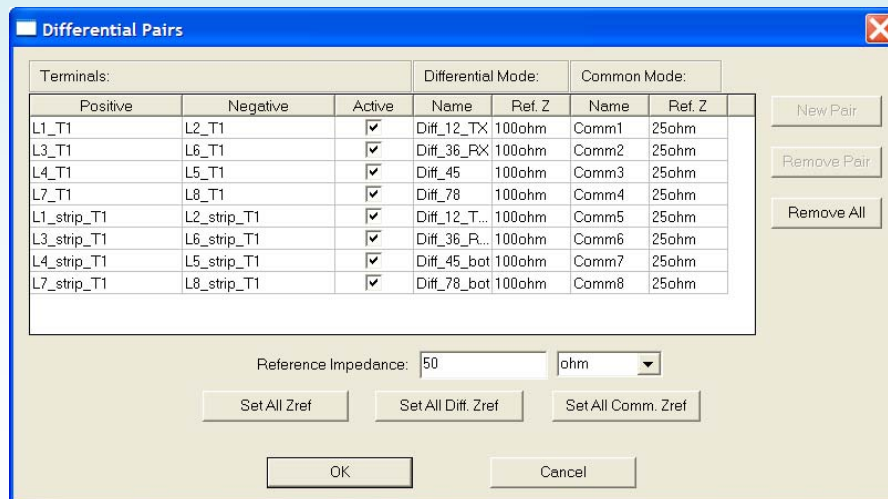 Differential Pairs
Terminals: Differential Mode: Common Mode:
Positive Negative Active Name Ref. Z Name Ref. Z
L1_T1 L2_T1 Diff_12_TX 100ohm Comm1 25ohm
L3_T1 L6_T1 Diff_36_RX 100ohm Comm2 25ohm
L4_T1 L5_T1 Diff_45 100ohm Comm3 25ohm
L7_T1 L8_T1 Diff_78 100ohm Comm4 25ohm
L1_strip_T1 L2_strip_T1 Diff_12_T... 100ohm Comm5 25ohm
L3_strip_T1 L6_strip_T1 Diff_36_R... 100ohm Comm6 25ohm
L4_strip_T1 L5_strip_T1 Diff_45_bot 100ohm Comm7 25ohm
L7_strip_T1 L8_strip_T1 Diff_78_bot 100ohm Comm8 25ohm
New Pair
Remove Pair
Remove All
Reference Impedance: 50 ohm
Set All Zref Set All Diff. Zref Set All Comm. Zref
OK Cancel